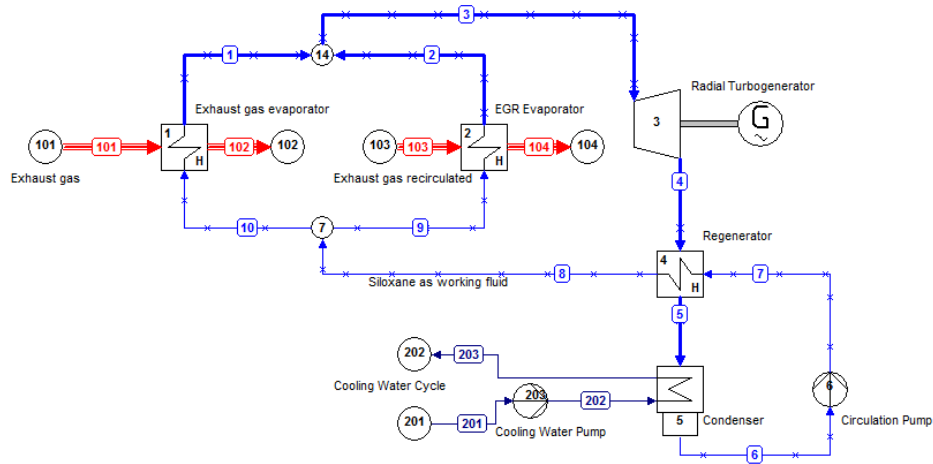 3
1
14
2
Radial Turbogenerator
Exhaust gas evaporator
EGR Evaporator
1
2
3
G
~
101
101
102
102
103
103
104
104
H
H
Exhaust gas
Exhaust gas recirculated
4
10
7
9
Regenerator
4
8
7
H
Siloxane as working fluid
5
202
203
Cooling Water Cycle
203
202
6
201
201
Cooling Water Pump
5
Condenser
Circulation Pump
6